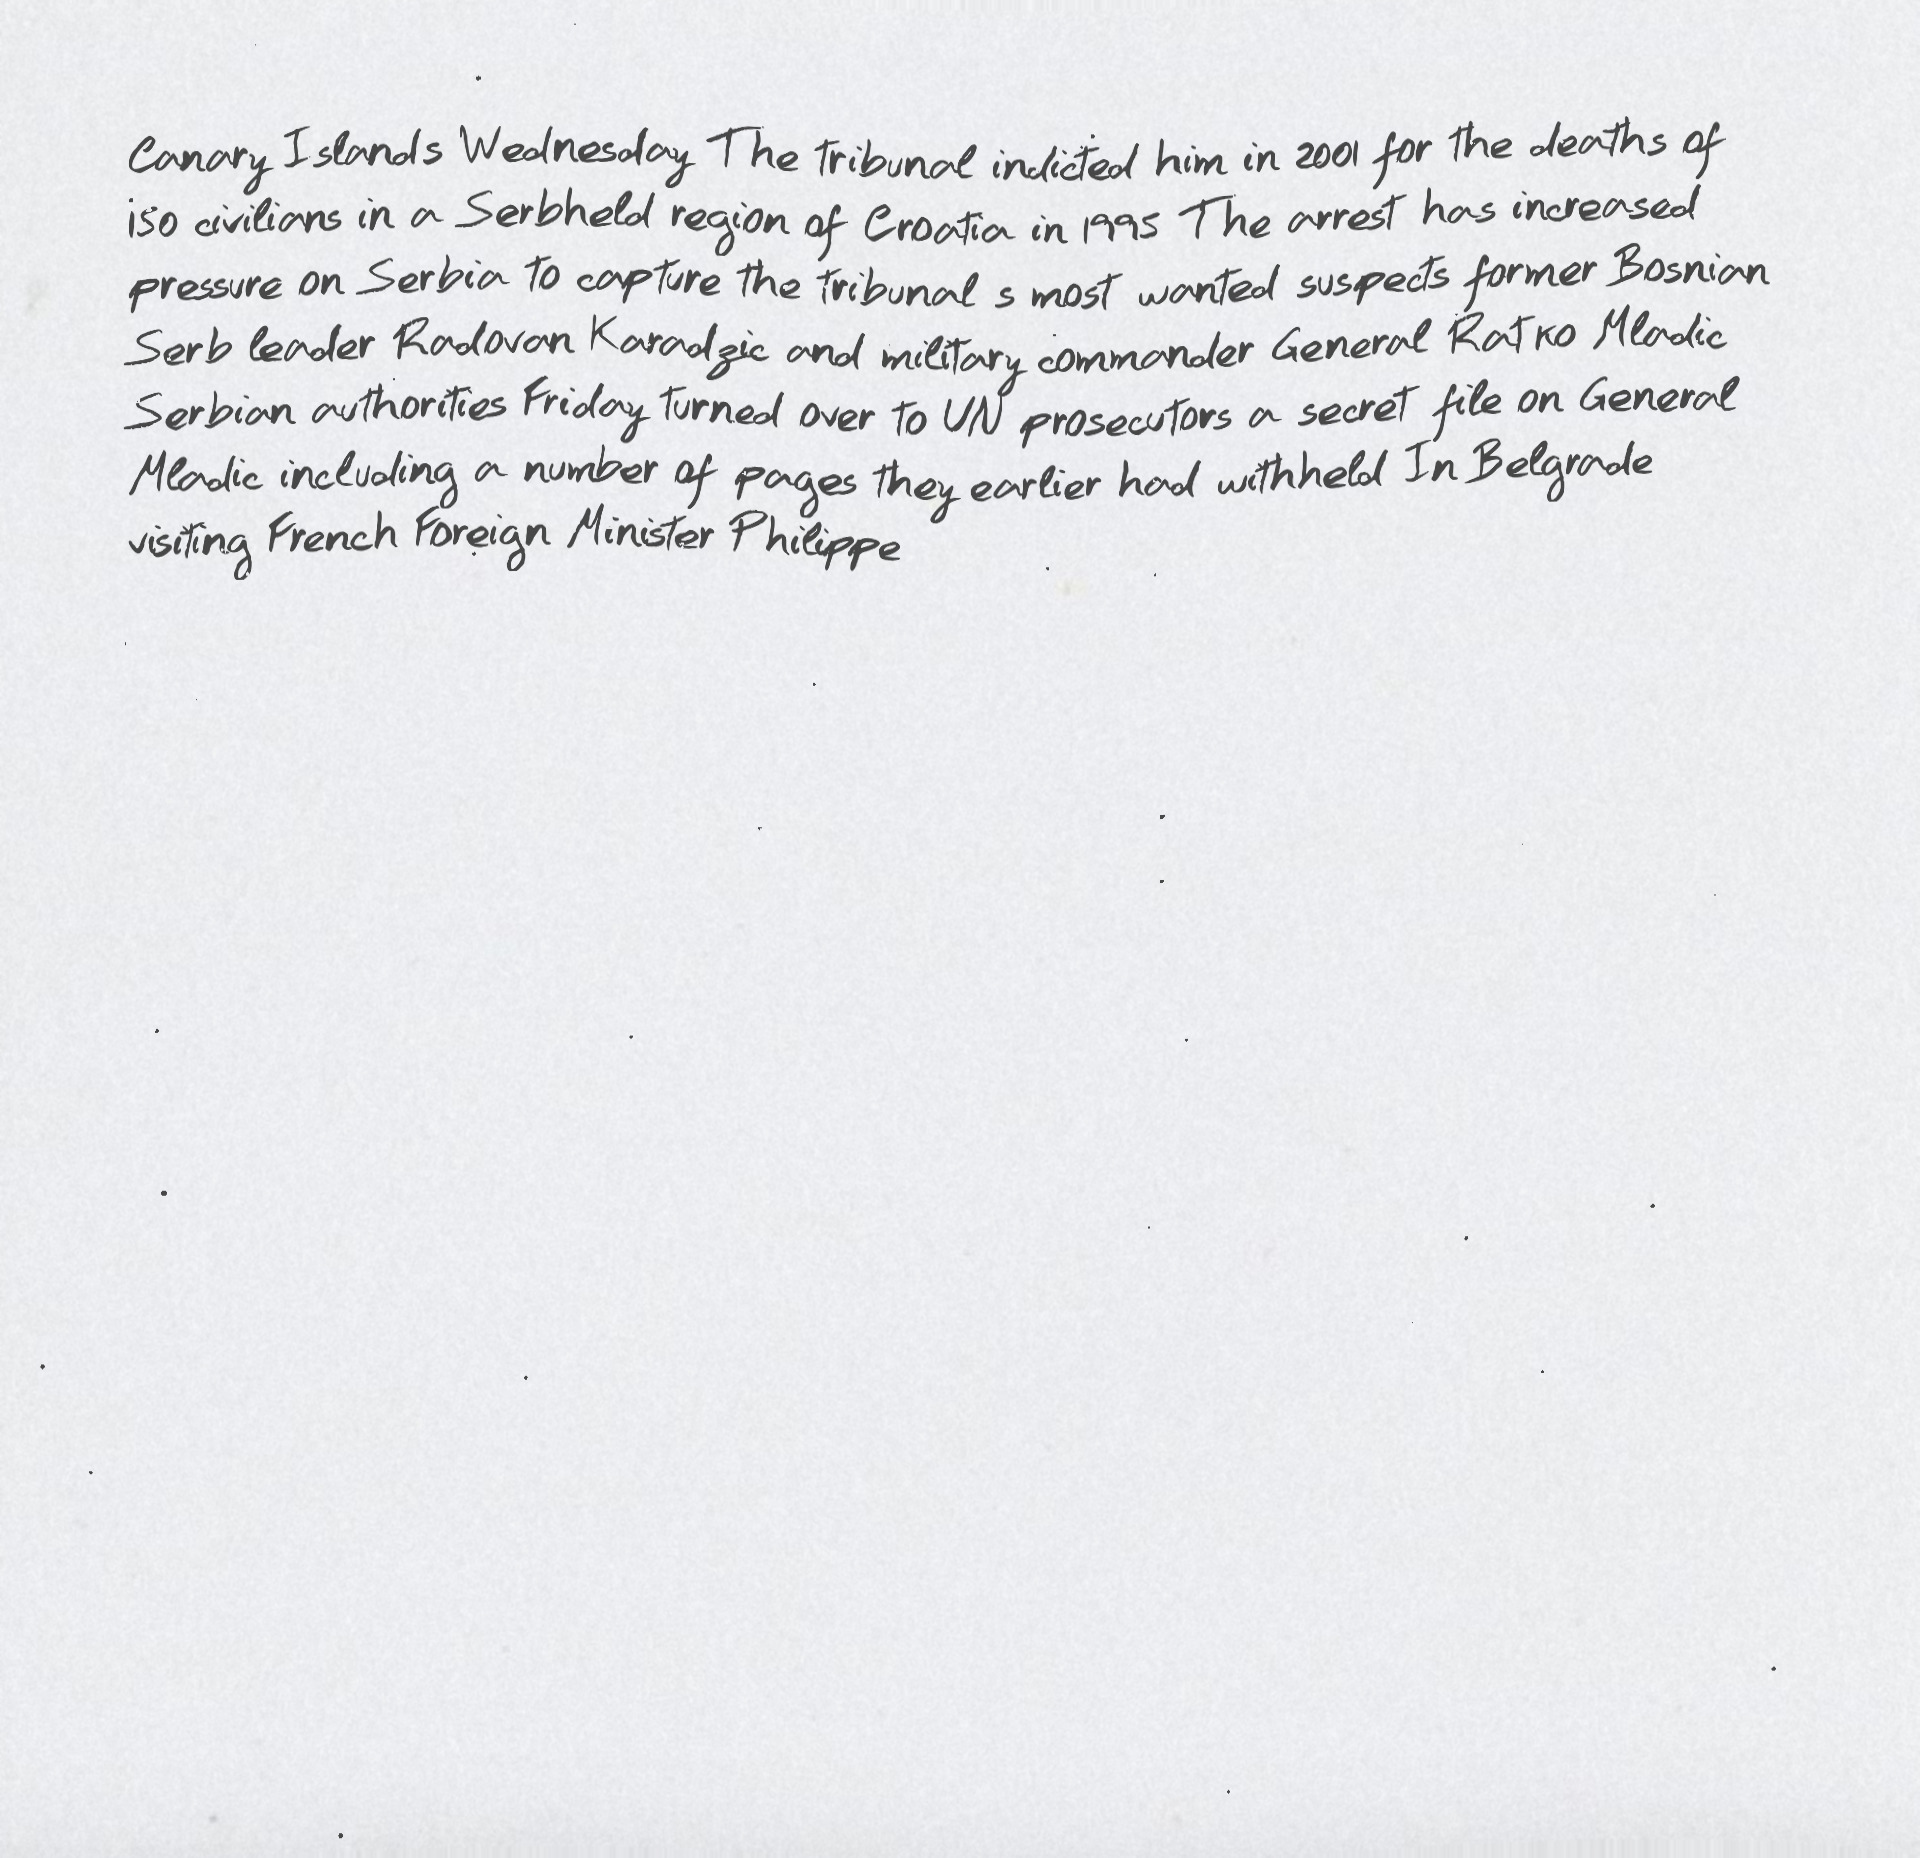 Canary Islands Wednesday The tribunal indicted him in 2001 for the deaths of
150 civilians in a Serbheld region of Croatia in 1995 The arrest has increased
pressure on Serbia to capture the tribunal s most wanted suspects former Bosnian
Serb leader Radovan Karadzic and military commander General Ratko Mladic
Serbian authorities Friday turned over to UN prosecutors a secret file on General
Mladic including a number of pages they earlier had withheld In Belgrade
visiting French Foreign Minister Philippe